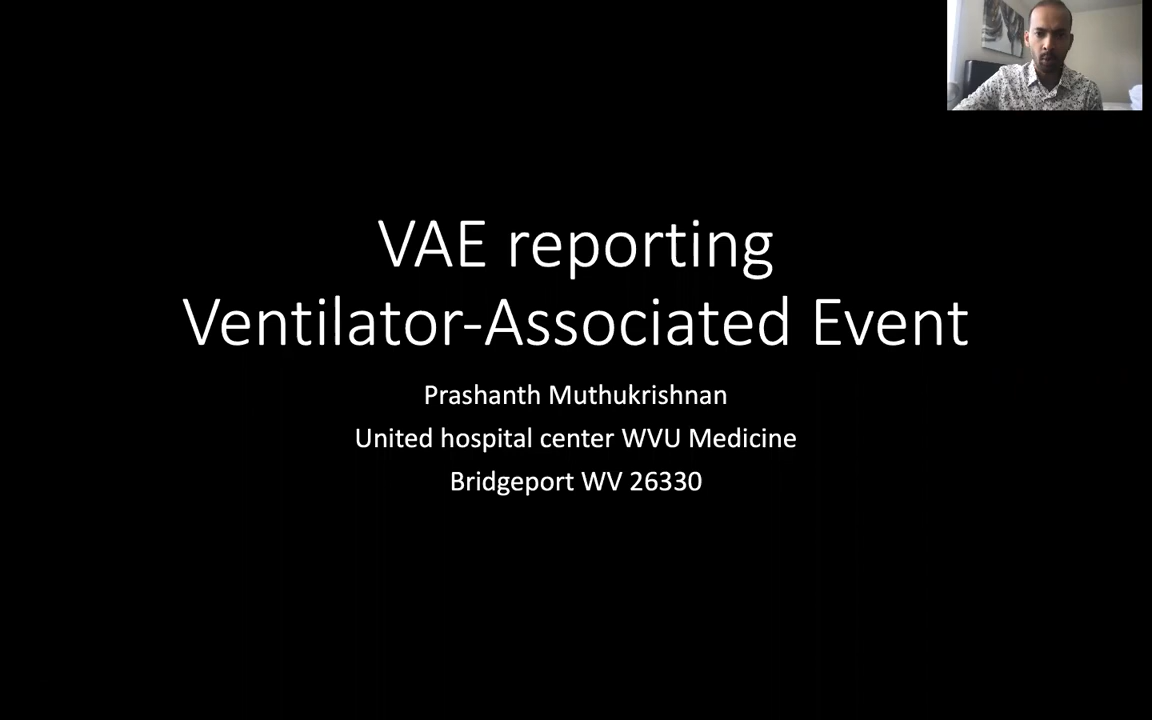 VAE reporting
Ventilator-Associated Event
Prashanth Muthukrishnan
United hospital center WVU Medicine
Bridgeport WV 26330